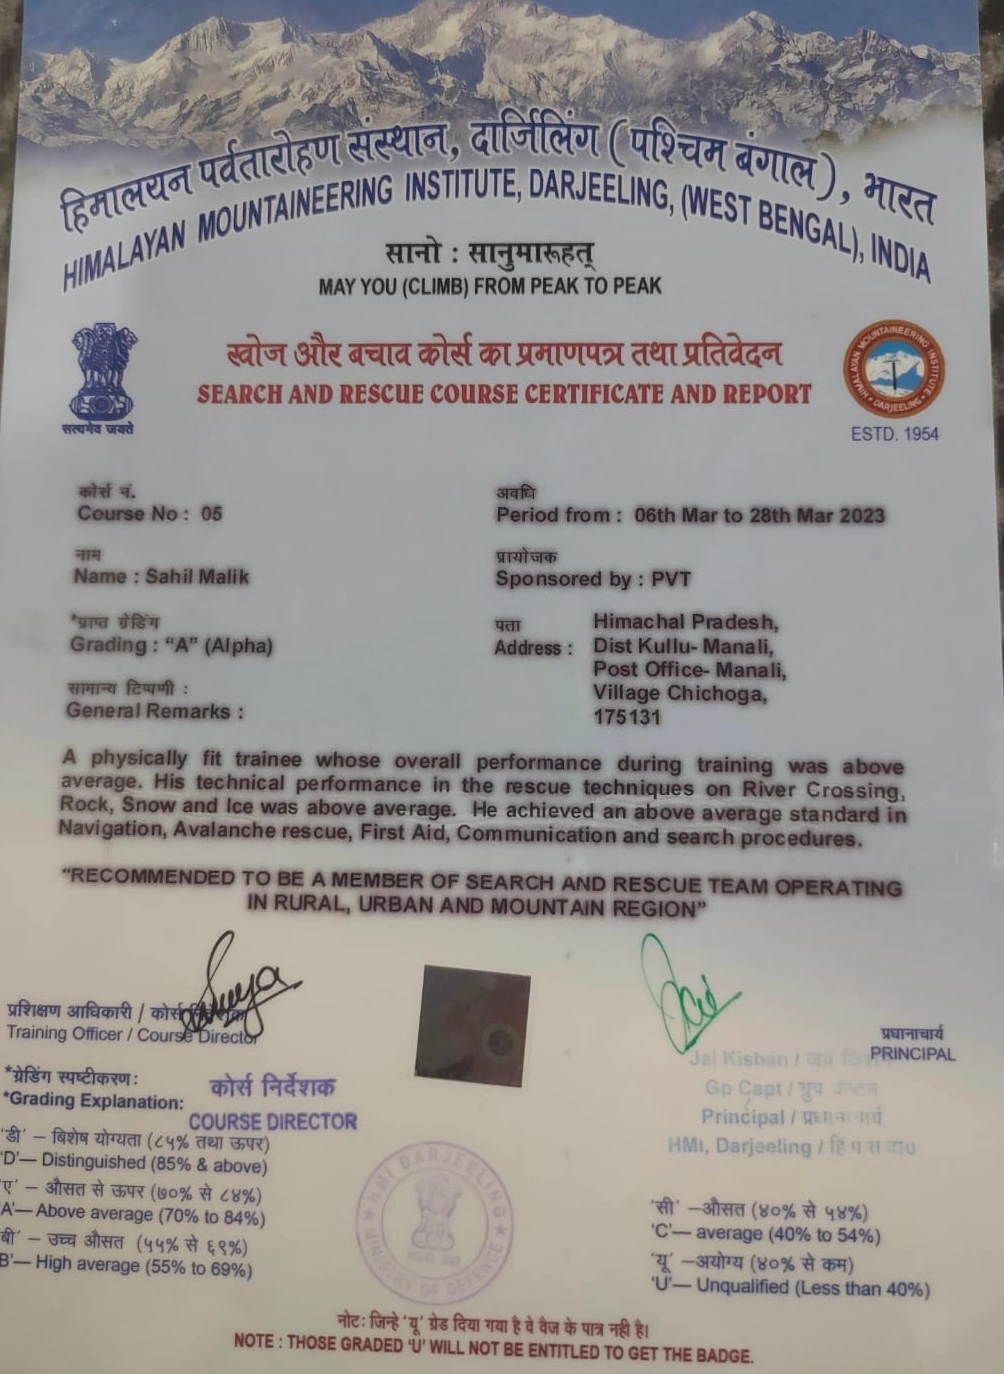 हिमालयन पर्वतारोहण संस्थान, दार्जिलिंग (पश्चिम बंगाल), भारत
HIMALAYAN MOUNTAINEERING INSTITUTE, DARJEELING, (WEST BENGAL), INDIA
सानो : सानुमारूहत्
MAY YOU (CLIMB) FROM PEAK TO PEAK
खोज और बचाव कोर्स का प्रमाणपत्र तथा प्रतिवेदन
SEARCH AND RESCUE COURSE CERTIFICATE AND REPORT
सत्यमेव जयते
HIMALAYAN MOUNTAINEERING INSTITUTE
DARJEELING
ESTD. 1954
कोर्स नं.
Course No : 05
अवधि
Period from : 06th Mar to 28th Mar 2023
नाम
Name : Sahil Malik
प्रायोजक
Sponsored by : PVT
*प्राप्त ग्रेडिंग
Grading : “A” (Alpha)
पता
Address : Himachal Pradesh,
Dist Kullu- Manali,
Post Office- Manali,
Village Chichoga,
175131
सामान्य टिप्पणी :
General Remarks :
A physically fit trainee whose overall performance during training was above
average. His technical performance in the rescue techniques on River Crossing,
Rock, Snow and Ice was above average. He achieved an above average standard in
Navigation, Avalanche rescue, First Aid, Communication and search procedures.
“RECOMMENDED TO BE A MEMBER OF SEARCH AND RESCUE TEAM OPERATING
IN RURAL, URBAN AND MOUNTAIN REGION”
प्रशिक्षण आधिकारी / कोर्स
Training Officer / Course Director
कोर्स निर्देशक
COURSE DIRECTOR
प्रधानाचार्य
PRINCIPAL
Jai Kishan /
Gp Capt / ग्रुप कैप्टन
Principal / प्रधानाचार्य
HMI, Darjeeling /
*ग्रेडिंग स्पष्टीकरण:
*Grading Explanation:
'डी' – बिशेष योग्यता (८५% तथा ऊपर)
'D'— Distinguished (85% & above)
'ए' – औसत से ऊपर (७०% से ८४%)
'A'— Above average (70% to 84%)
बी' – उच्च औसत (५५% से ६९%)
B'— High average (55% to 69%)
'सी' –औसत (४०% से ५४%)
'C'— average (40% to 54%)
'यू' –अयोग्य (४०% से कम)
'U'— Unqualified (Less than 40%)
HMI DARJEELING
MINISTRY OF DEFENCE
नोट: जिन्हे 'यू' ग्रेड दिया गया है वे वैज के पात्र नही है।
NOTE : THOSE GRADED 'U' WILL NOT BE ENTITLED TO GET THE BADGE.